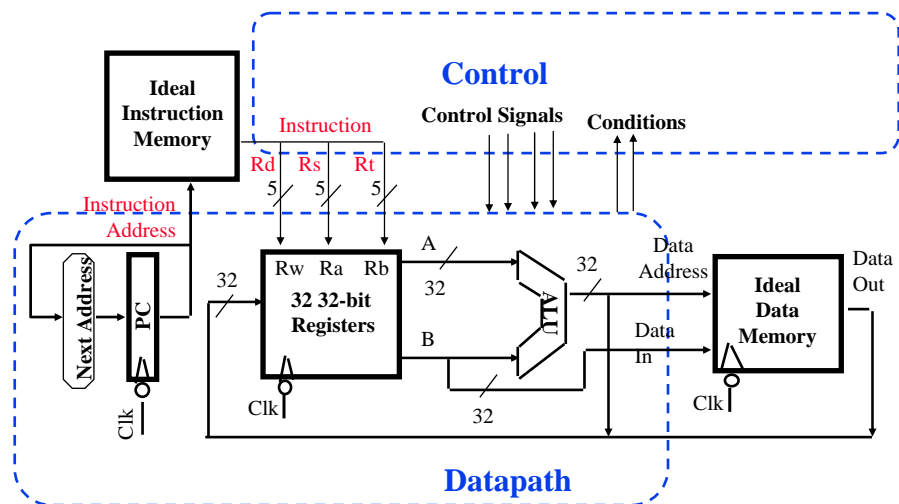 Control
Ideal
Instruction
Memory
Control Signals
Conditions
Instruction
Rd
Rs
Rt
5
5
5
Instruction
Address
A
32
32
Rw
Ra
Rb
32 32-bit
Registers
32
ALU
Data
Address
Data
Out
Ideal
Data
Memory
Next Address
PC
B
Data
In
32
Clk
Clk
Clk
Datapath